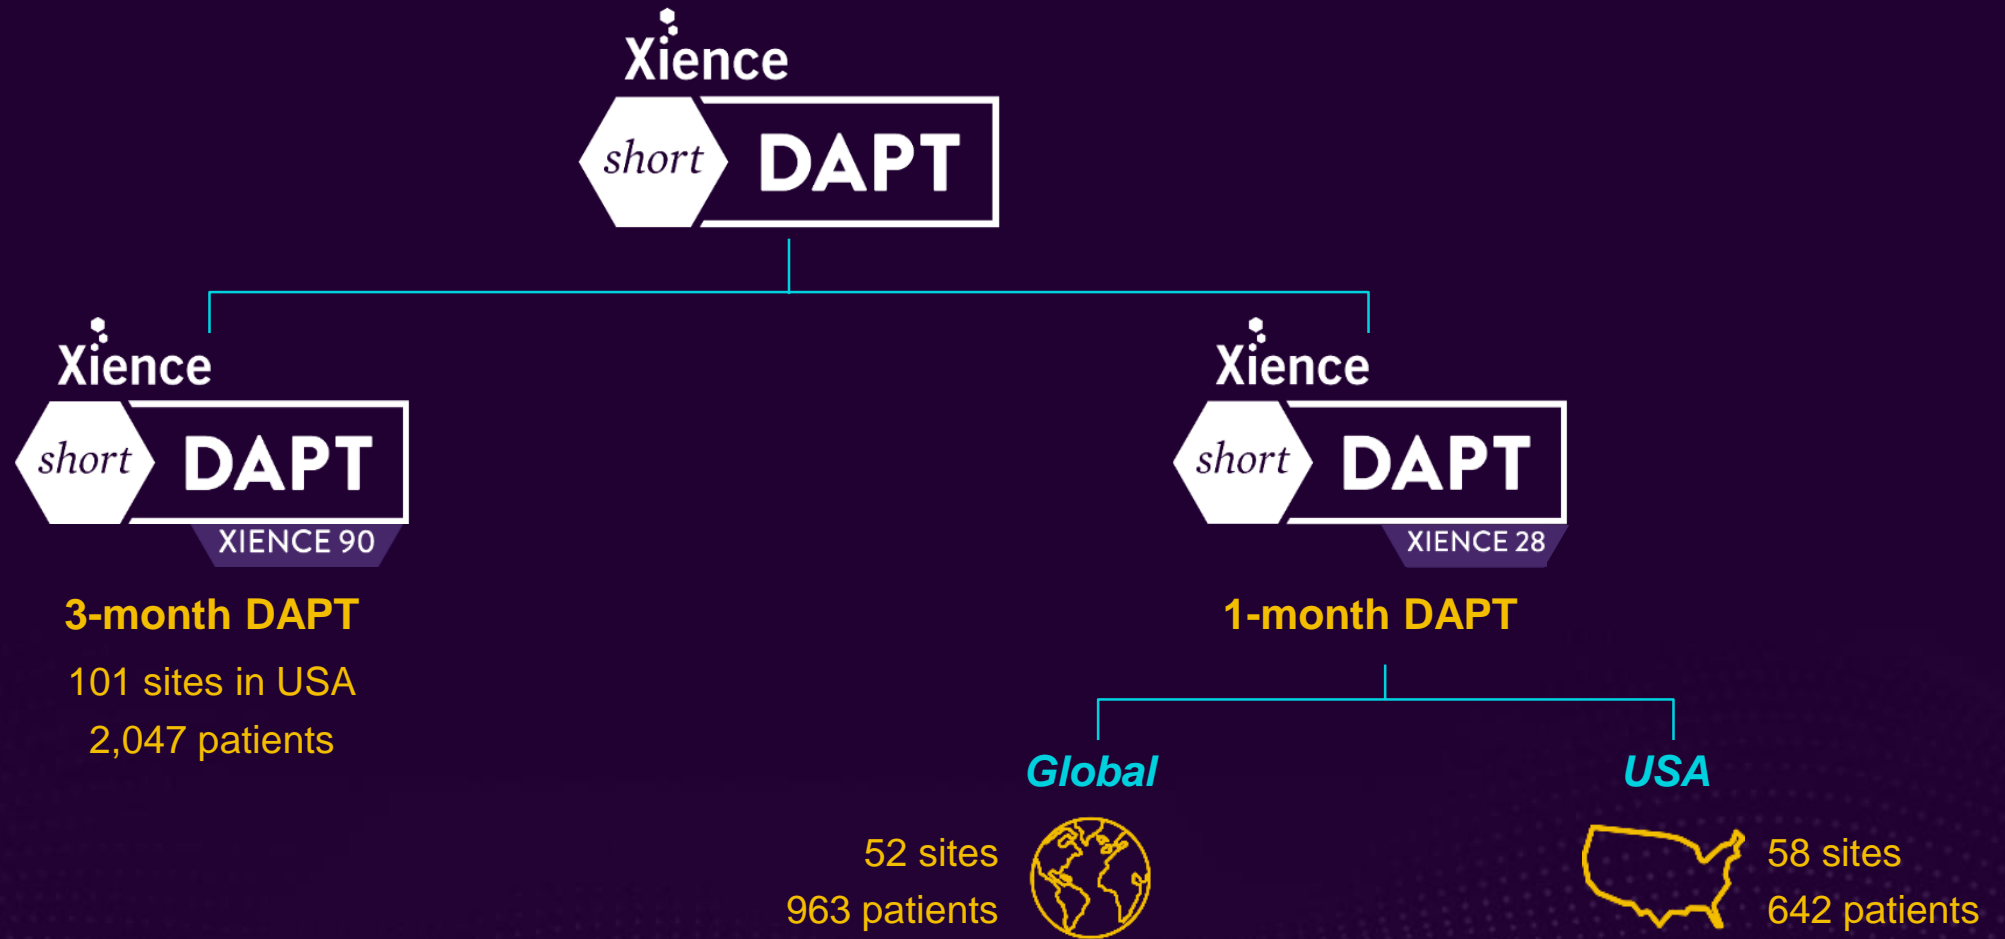 Xience
short DAPT
Xience
short DAPT
XIENCE 90
3-month DAPT
101 sites in USA
2,047 patients
Xience
short DAPT
XIENCE 28
1-month DAPT
Global
52 sites
963 patients
USA
58 sites
642 patients